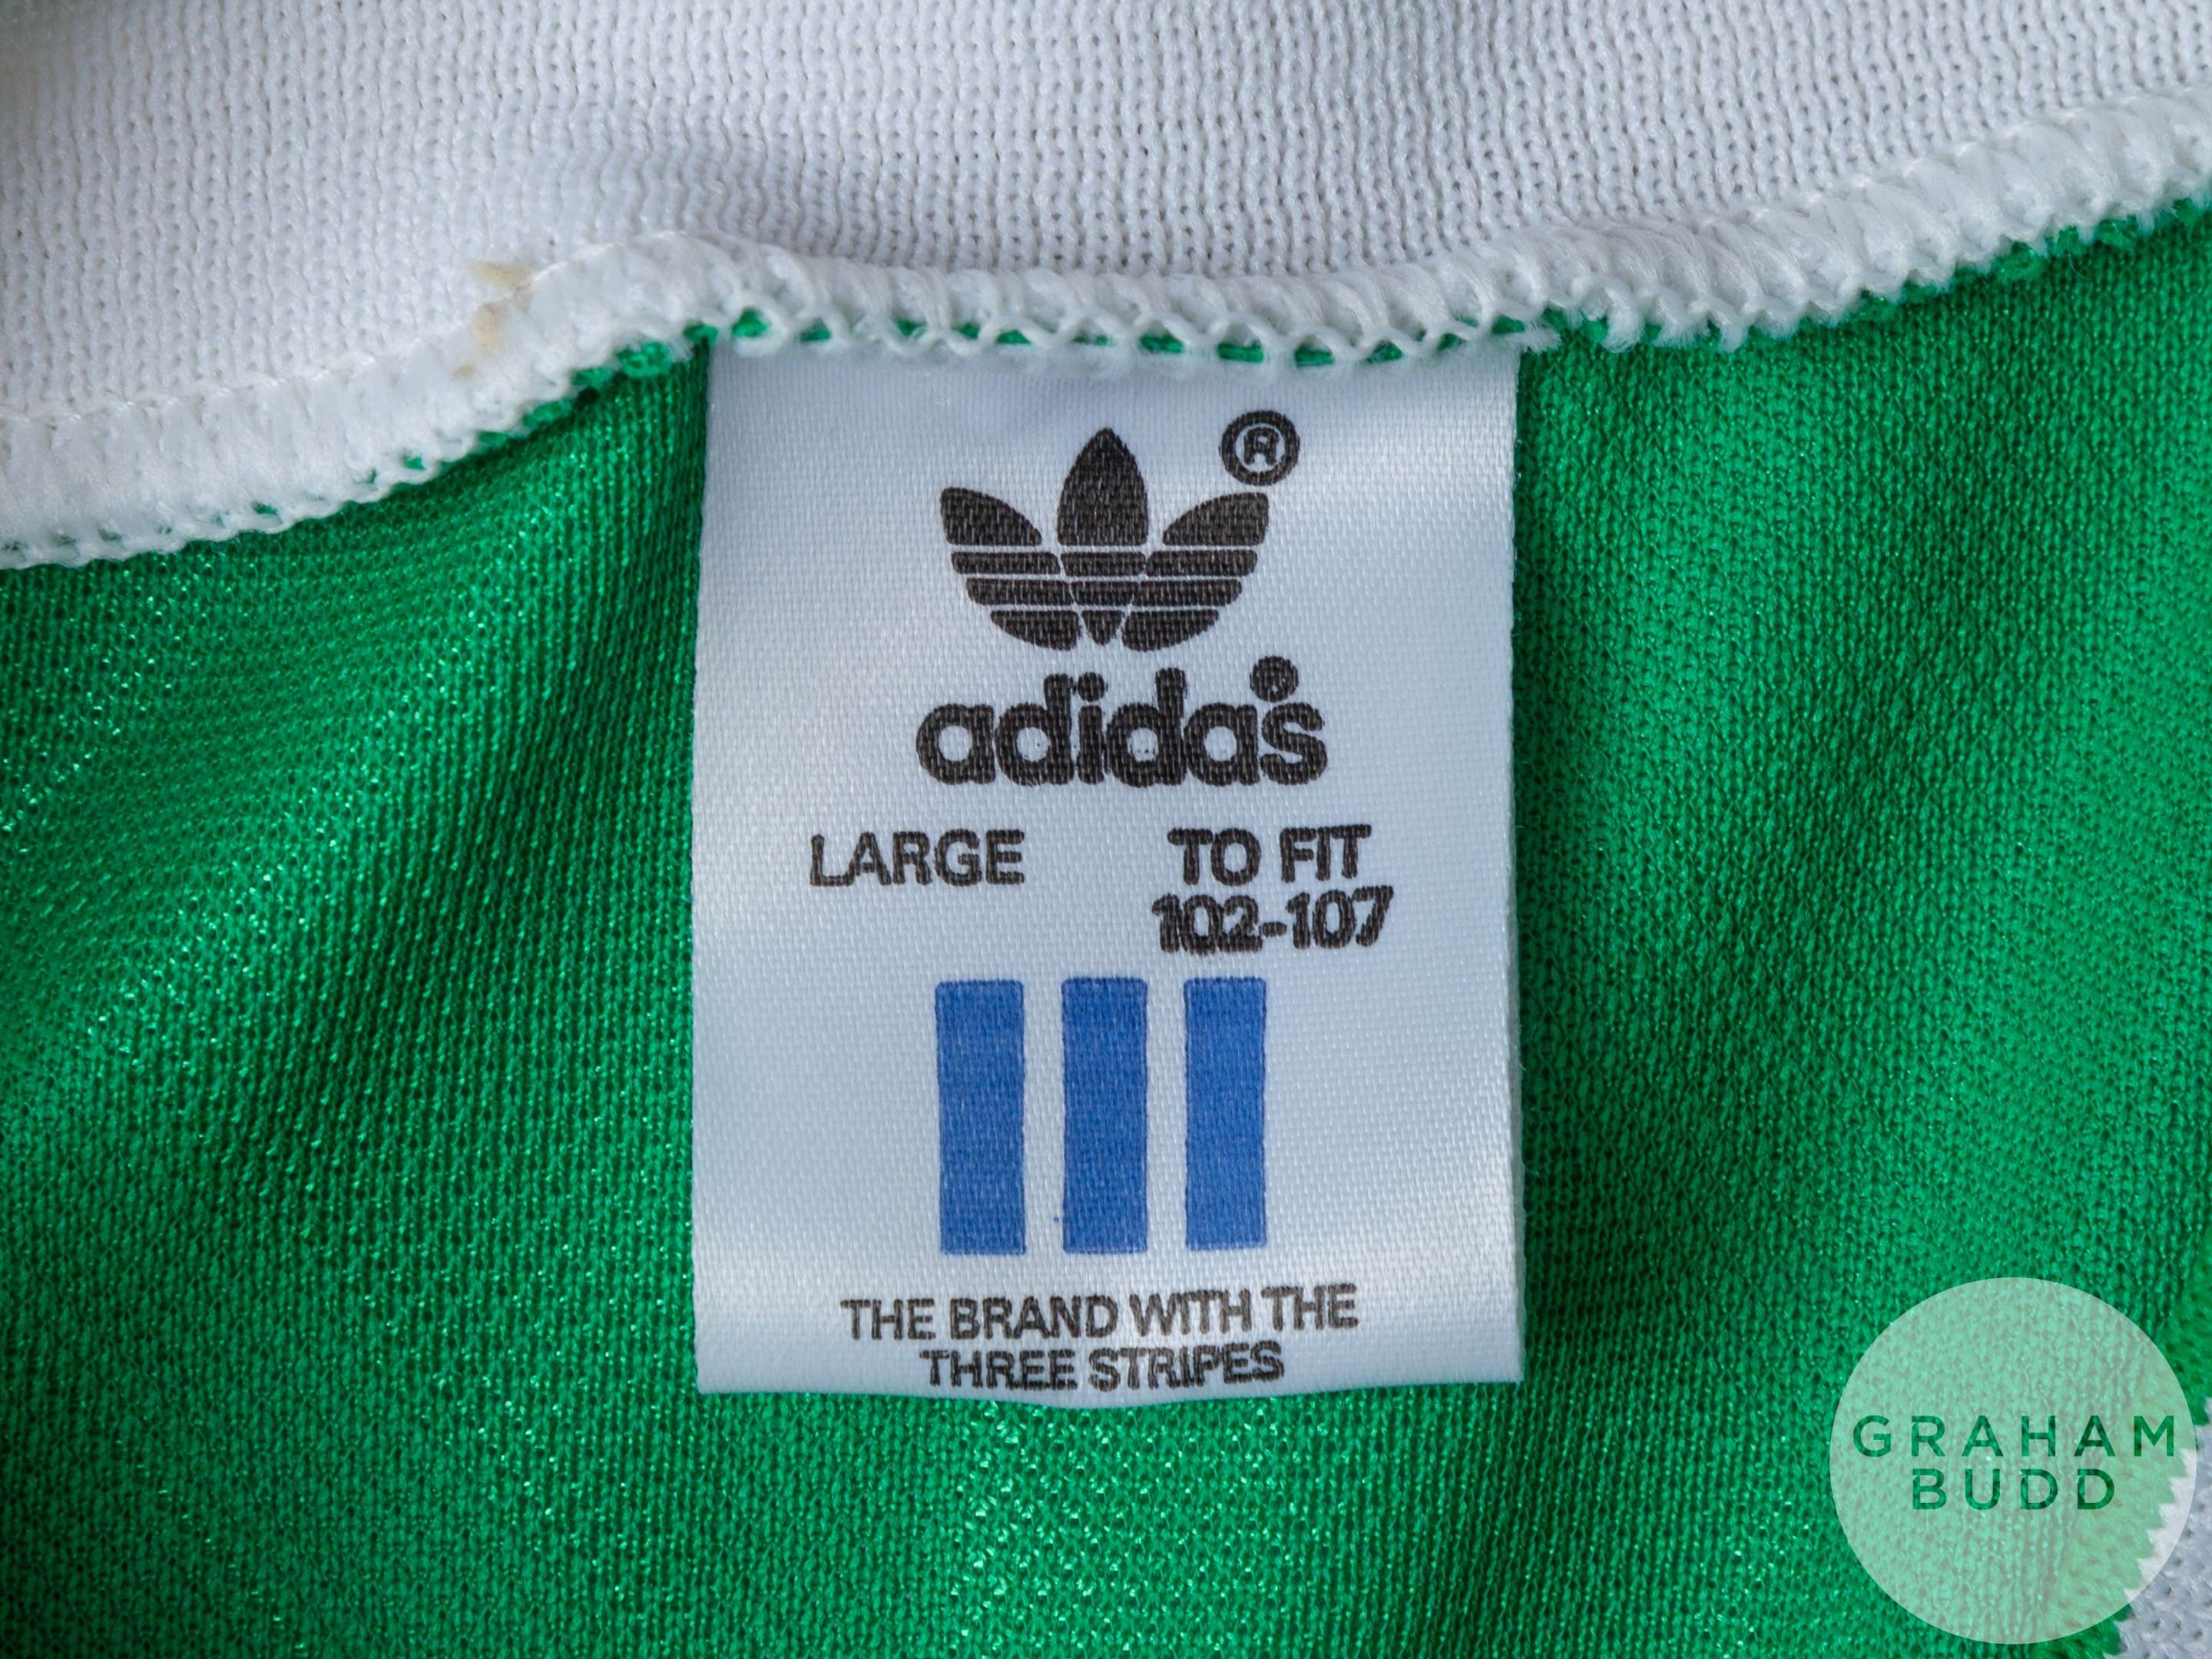 ®
adidas®
LARGE TO FIT
102-107
THE BRAND WITH THE
THREE STRIPES
GRAHAM
BUDD